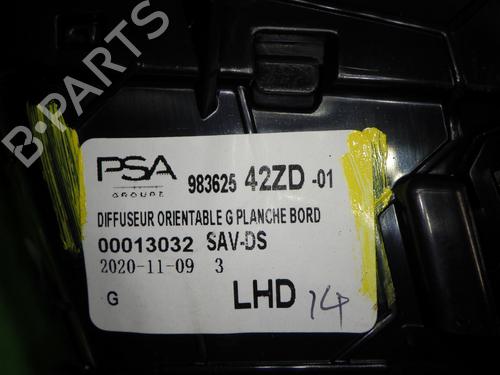 B-PARTS
PSA 983625 42ZD -01
GROUPE
DIFFUSEUR ORIENTABLE G PLANCHE BORD
00013032 SAV-DS
2020-11-09 3
G LHD 14